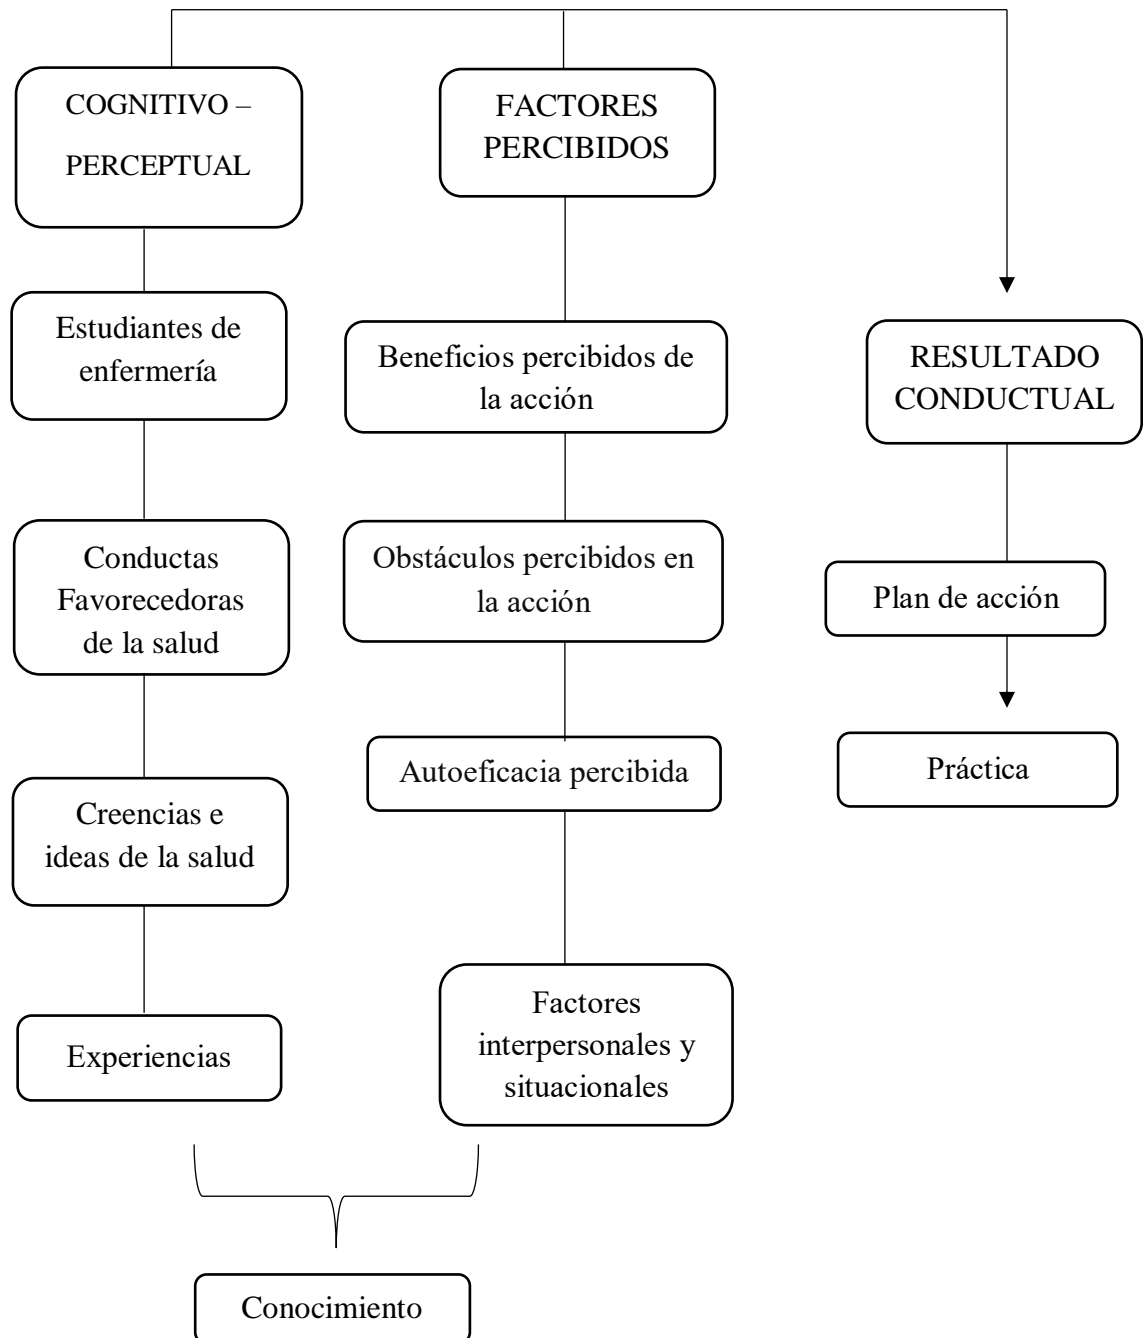 COGNITIVO –
PERCEPTUAL
Estudiantes de
enfermería
Conductas
Favorecedoras
de la salud
Creencias e
ideas de la salud
Experiencias
FACTORES
PERCIBIDOS
Beneficios percibidos de
la acción
Obstáculos percibidos en
la acción
Autoeficacia percibida
Factores
interpersonales y
situacionales
Conocimiento
RESULTADO
CONDUCTUAL
Plan de acción
Práctica